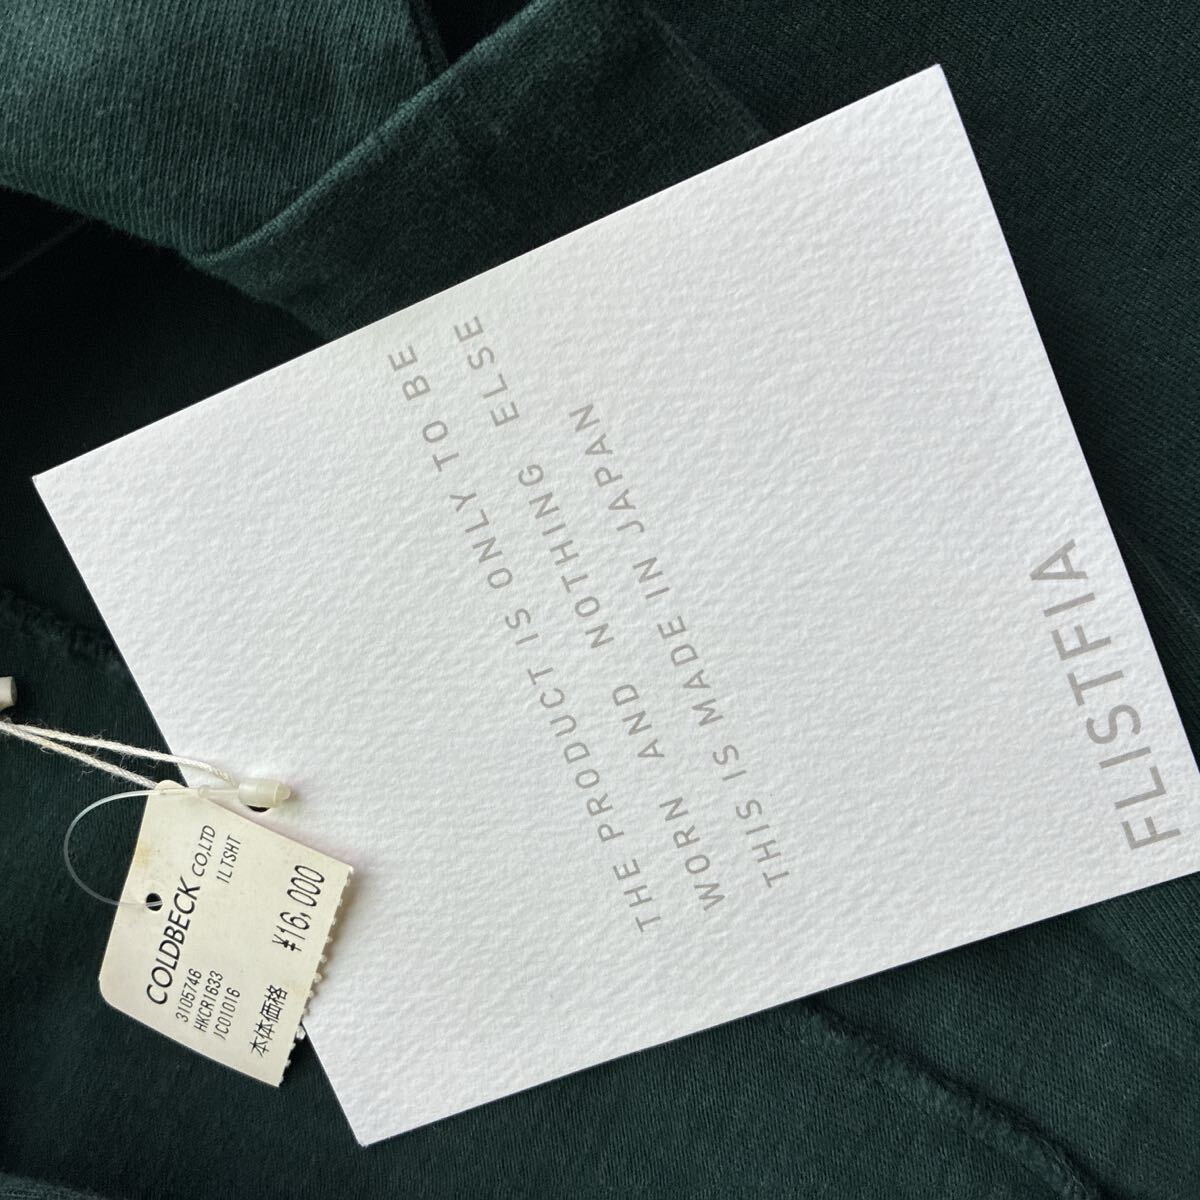 THE PRODUCT IS ONLY TO BE
WORN AND NOTHING ELSE
THIS IS MADE IN JAPAN
FLISTFIA
COLDBECK CO,LTD
3105746 1LTSHT
HKCR1633
JC01016
本体価格 ¥16,000